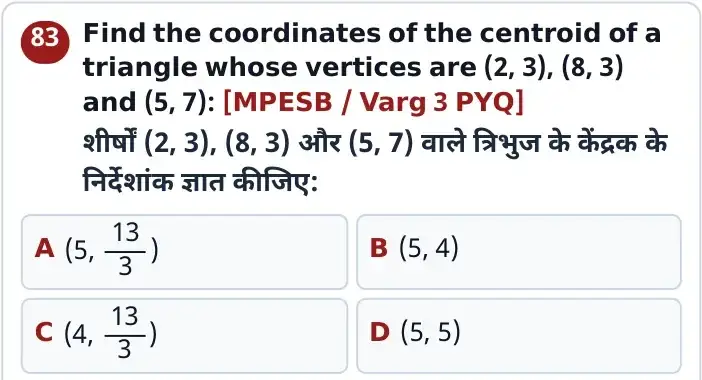 83 Find the coordinates of the centroid of a
triangle whose vertices are (2, 3), (8, 3)
and (5, 7): [MPESB / Varg 3 PYQ]
शीर्षों (2, 3), (8, 3) और (5, 7) वाले त्रिभुज के केंद्रक के
निर्देशांक ज्ञात कीजिए:
A (5, 13/3)
B (5, 4)
C (4, 13/3)
D (5, 5)